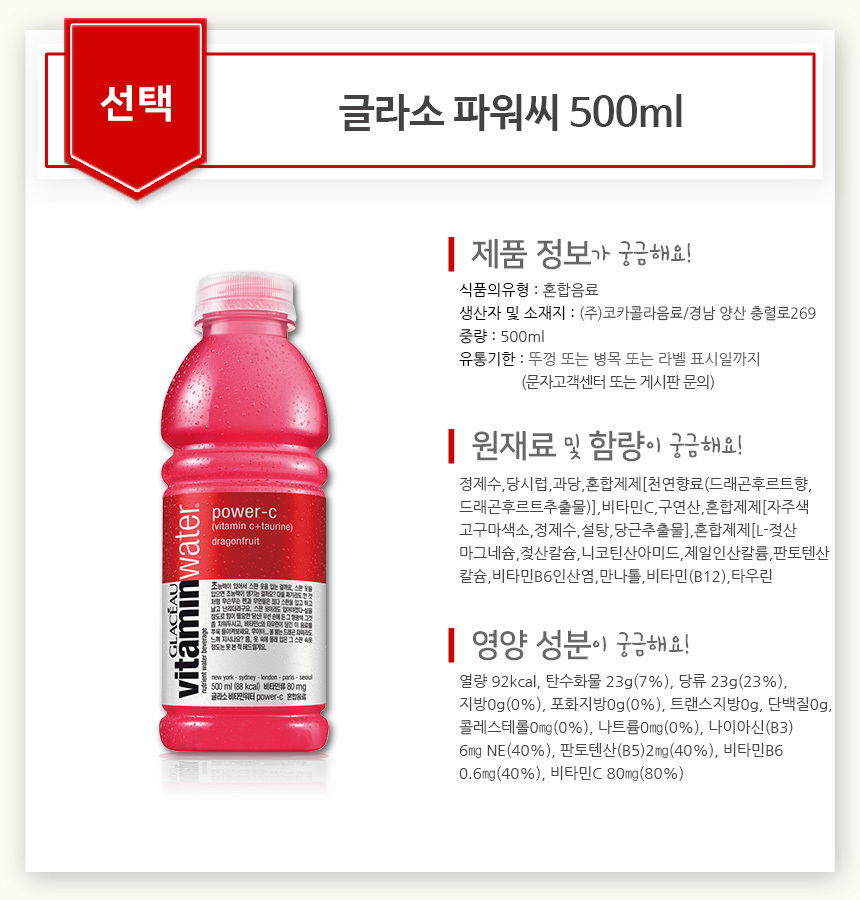 선택
글라소 파워씨 500ml
제품 정보가 궁금해요!
식품의유형 : 혼합음료
생산자 및 소재지 : (주)코카콜라음료/경남 양산 충렬로269
중량 : 500ml
유통기한 : 뚜껑 또는 병목 또는 라벨 표시일까지
(문자고객센터 또는 게시판 문의)
원재료 및 함량이 궁금해요!
정제수,당시럽,과당,혼합제제[천연향료(드래곤후르트향,
드래곤후르트추출물)],비타민C,구연산,혼합제제[자주색
고구마색소,정제수,설탕,당근추출물],혼합제제[L-젖산
마그네슘,젖산칼슘,니코틴산아미드,제일인산칼륨,판토텐산
칼슘,비타민B6인산염,만나톨,비타민(B12),타우린
영양 성분이 궁금해요!
열량 92kcal, 탄수화물 23g(7%), 당류 23g(23%),
지방0g(0%), 포화지방0g(0%), 트랜스지방0g, 단백질0g,
콜레스테롤0㎎(0%), 나트륨0㎎(0%), 나이아신(B3)
6㎎ NE(40%), 판토텐산(B5)2㎎(40%), 비타민B6
0.6㎎(40%), 비타민C 80㎎(80%)
GLACÉAU
vitaminwater
nutrient water beverage
power-c
(vitamin c+taurine)
dragonfruit
new york - sydney - london - paris - seoul
500 ml (88 kcal) 비타민류 80 mg
글라소 비타민워터 power-c 혼합음료